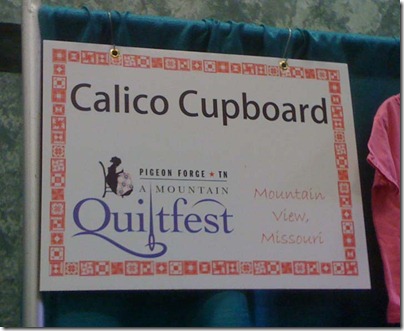 Calico Cupboard
PIGEON FORGE ★ TN
A MOUNTAIN
Quiltfest
Mountain
View,
Missouri